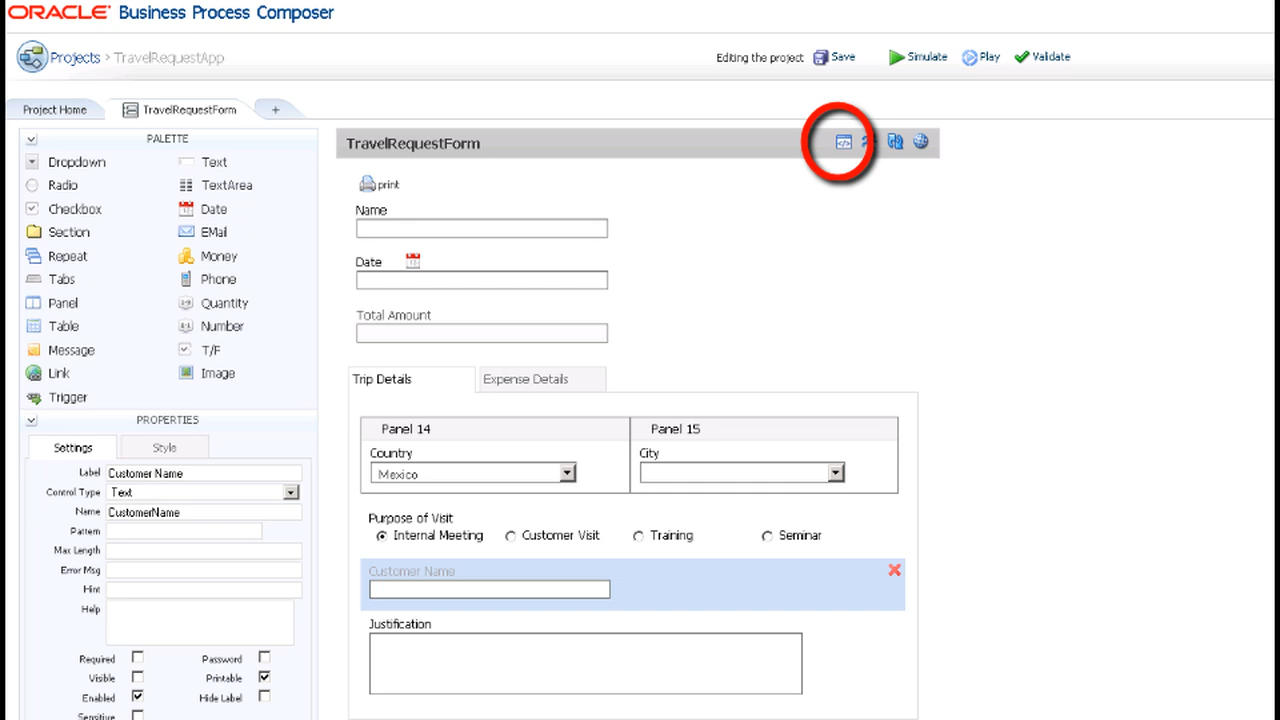 ORACLE Business Process Composer
Projects > TravelRequestApp
Editing the project Save Simulate Play Validate
Project Home TravelRequestForm +
PALETTE
Dropdown Text
Radio TextArea
Checkbox Date
Section EMail
Repeat Money
Tabs Phone
Panel Quantity
Table Number
Message T/F
Link Image
Trigger
PROPERTIES
Settings Style
Label Customer Name
Control Type Text
Name CustomerName
Pattern
Max Length
Error Msg
Hint
Help
Required Password
Visible Printable
Enabled Hide Label
Sensitive
TravelRequestForm
print
Name
Date
Total Amount
Trip Details Expense Details
Panel 14 Panel 15
Country City
Mexico
Purpose of Visit
Internal Meeting Customer Visit Training Seminar
Customer Name
Justification